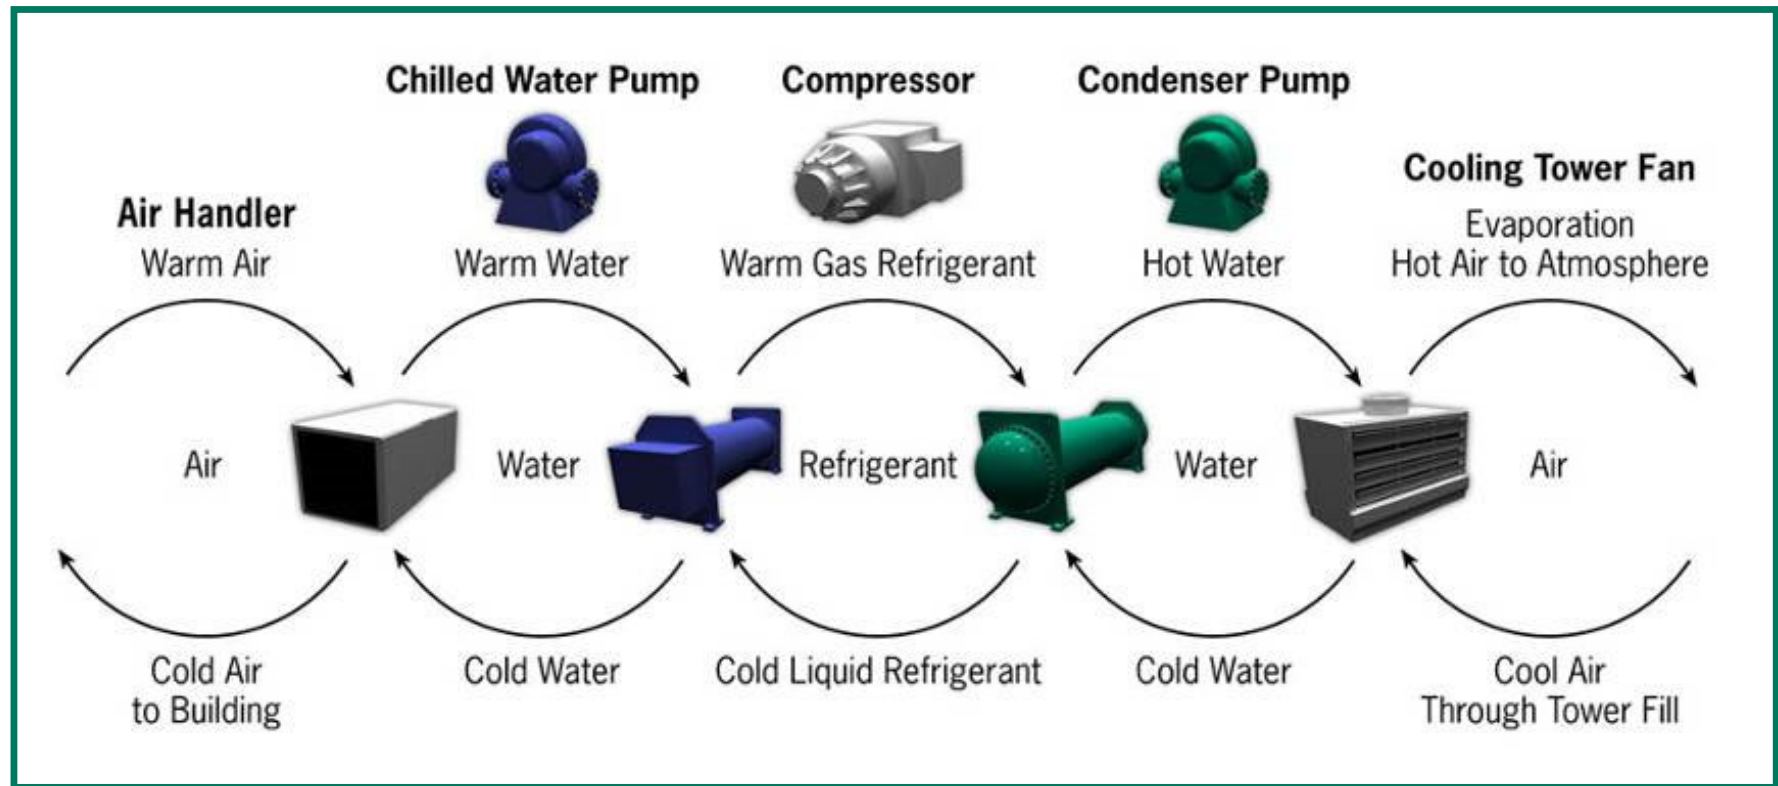 Chilled Water Pump
Compressor
Condenser Pump
Cooling Tower Fan
Air Handler
Evaporation
Warm Air
Warm Water
Warm Gas Refrigerant
Hot Water
Hot Air to Atmosphere
Air
Water
Refrigerant
Water
Air
Cold Air
to Building
Cold Water
Cold Liquid Refrigerant
Cold Water
Cool Air
Through Tower Fill